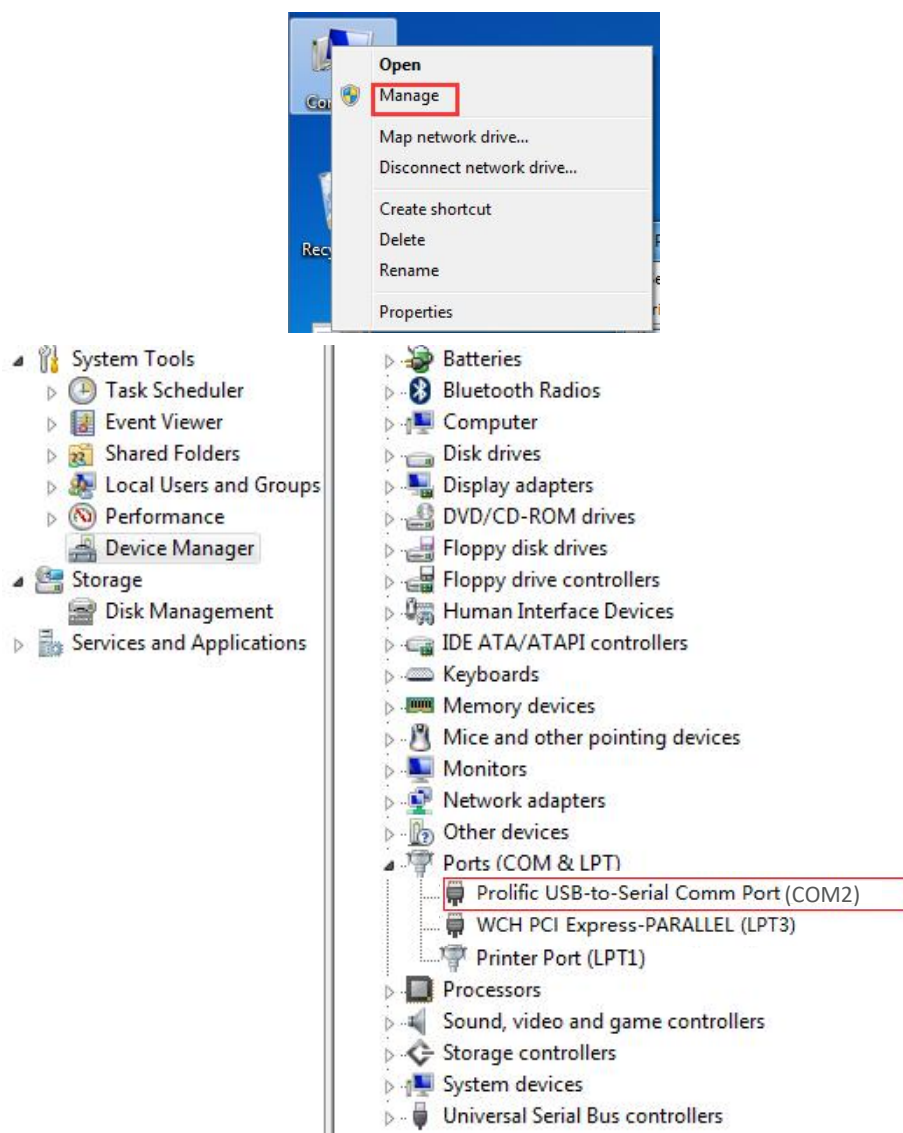 Open
Manage
Map network drive...
Disconnect network drive...
Create shortcut
Delete
Rename
Properties
System Tools
Task Scheduler
Event Viewer
Shared Folders
Local Users and Groups
Performance
Device Manager
Storage
Disk Management
Services and Applications
Batteries
Bluetooth Radios
Computer
Disk drives
Display adapters
DVD/CD-ROM drives
Floppy disk drives
Floppy drive controllers
Human Interface Devices
IDE ATA/ATAPI controllers
Keyboards
Memory devices
Mice and other pointing devices
Monitors
Network adapters
Other devices
Ports (COM & LPT)
Prolific USB-to-Serial Comm Port (COM2)
WCH PCI Express-PARALLEL (LPT3)
Printer Port (LPT1)
Processors
Sound, video and game controllers
Storage controllers
System devices
Universal Serial Bus controllers